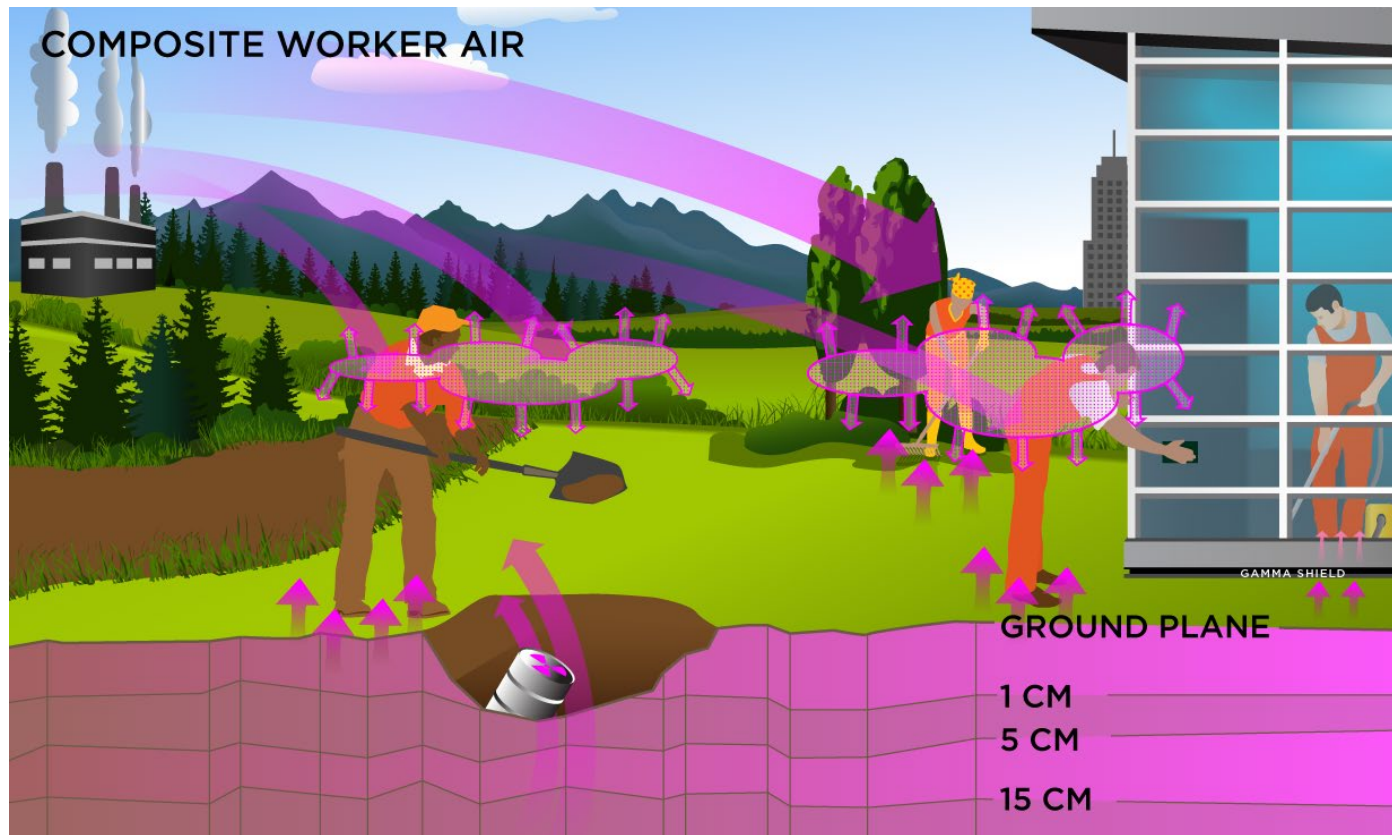 COMPOSITE WORKER AIR
GAMMA SHIELD
GROUND PLANE
1 CM
5 CM
15 CM